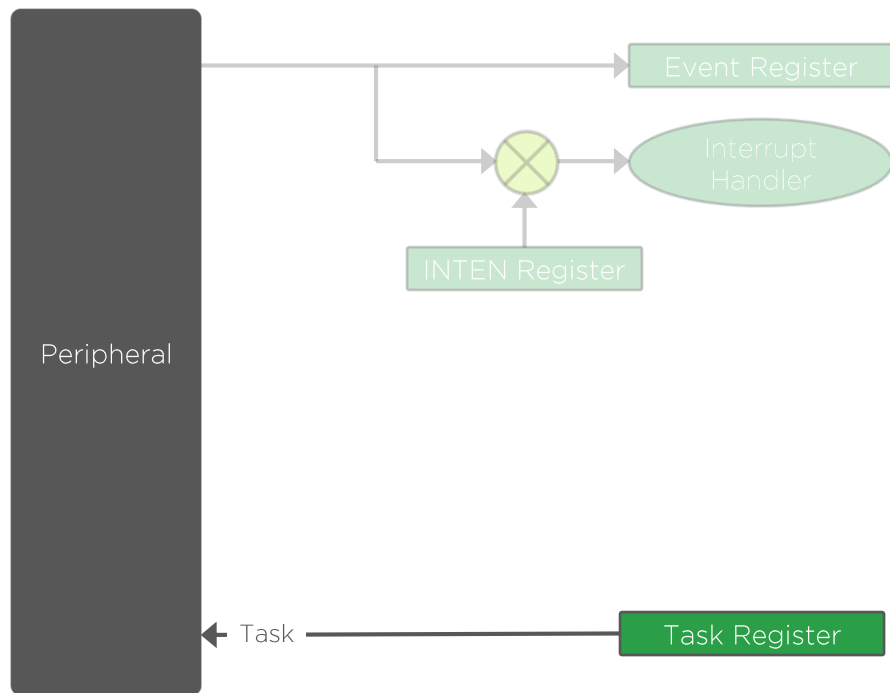 Event Register
Interrupt
Handler
INTEN Register
Peripheral
Task
Task Register